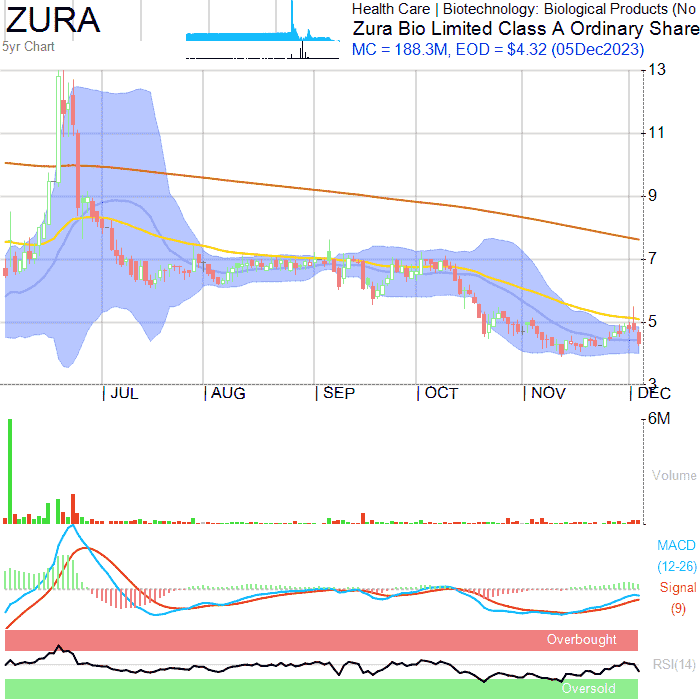 ZURA
5yr Chart
Health Care | Biotechnology: Biological Products (No
Zura Bio Limited Class A Ordinary Share
MC = 188.3M, EOD = $4.32 (05Dec2023)
13
11
9
7
5
3
JUL AUG SEP OCT NOV DEC
6M
Volume
MACD
(12-26)
Signal
(9)
Overbought
RSI(14)
Oversold